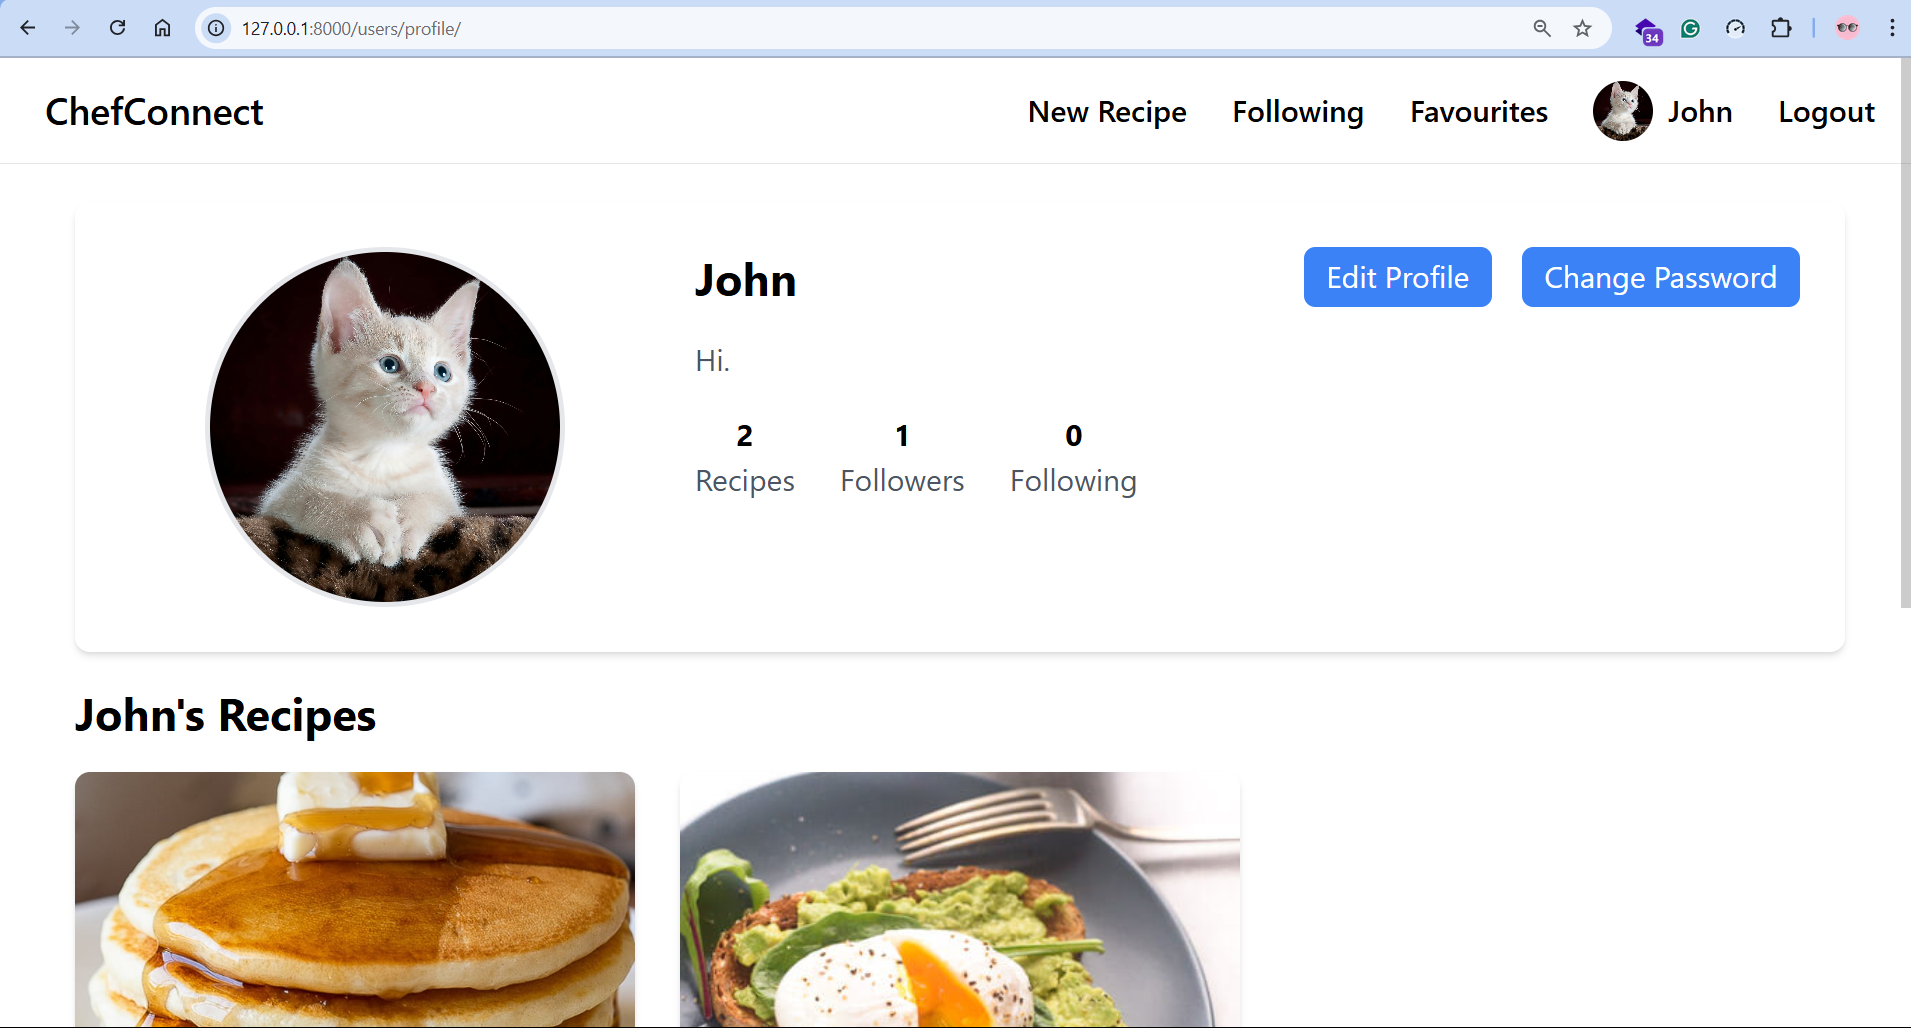 127.0.0.1:8000/users/profile/
34
ChefConnect
New Recipe Following Favourites John Logout
John
Edit Profile Change Password
Hi.
2 1 0
Recipes Followers Following
John's Recipes